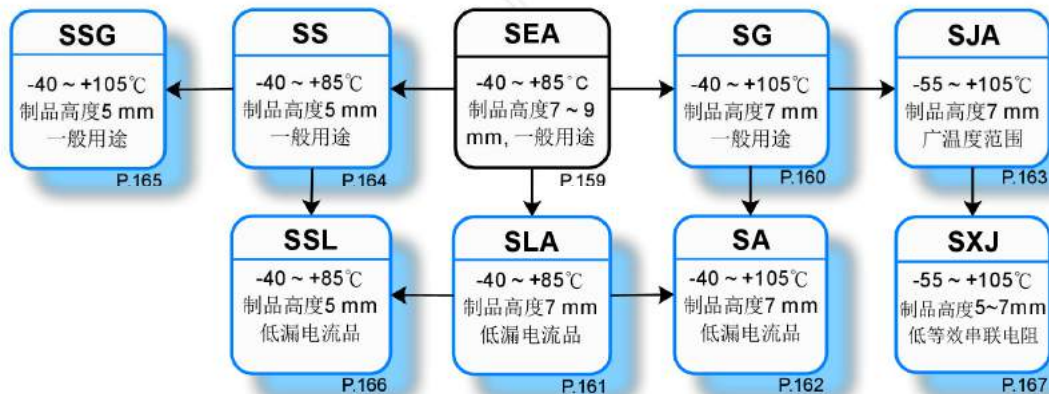 SSG
-40 ~ +105℃
制品高度5 mm
一般用途
P.165
SS
-40 ~ +85℃
制品高度5 mm
一般用途
P.164
SEA
-40 ~ +85°C
制品高度7 ~ 9
mm, 一般用途
P.159
SG
-40 ~ +105℃
制品高度7 mm
一般用途
P.160
SJA
-55 ~ +105℃
制品高度7 mm
广温度范围
P.163
SSL
-40 ~ +85℃
制品高度5 mm
低漏电流品
P.166
SLA
-40 ~ +85℃
制品高度7 mm
低漏电流品
P.161
SA
-40 ~ +105℃
制品高度7 mm
低漏电流品
P.162
SXJ
-55 ~ +105℃
制品高度5~7mm
低等效串联电阻
P.167